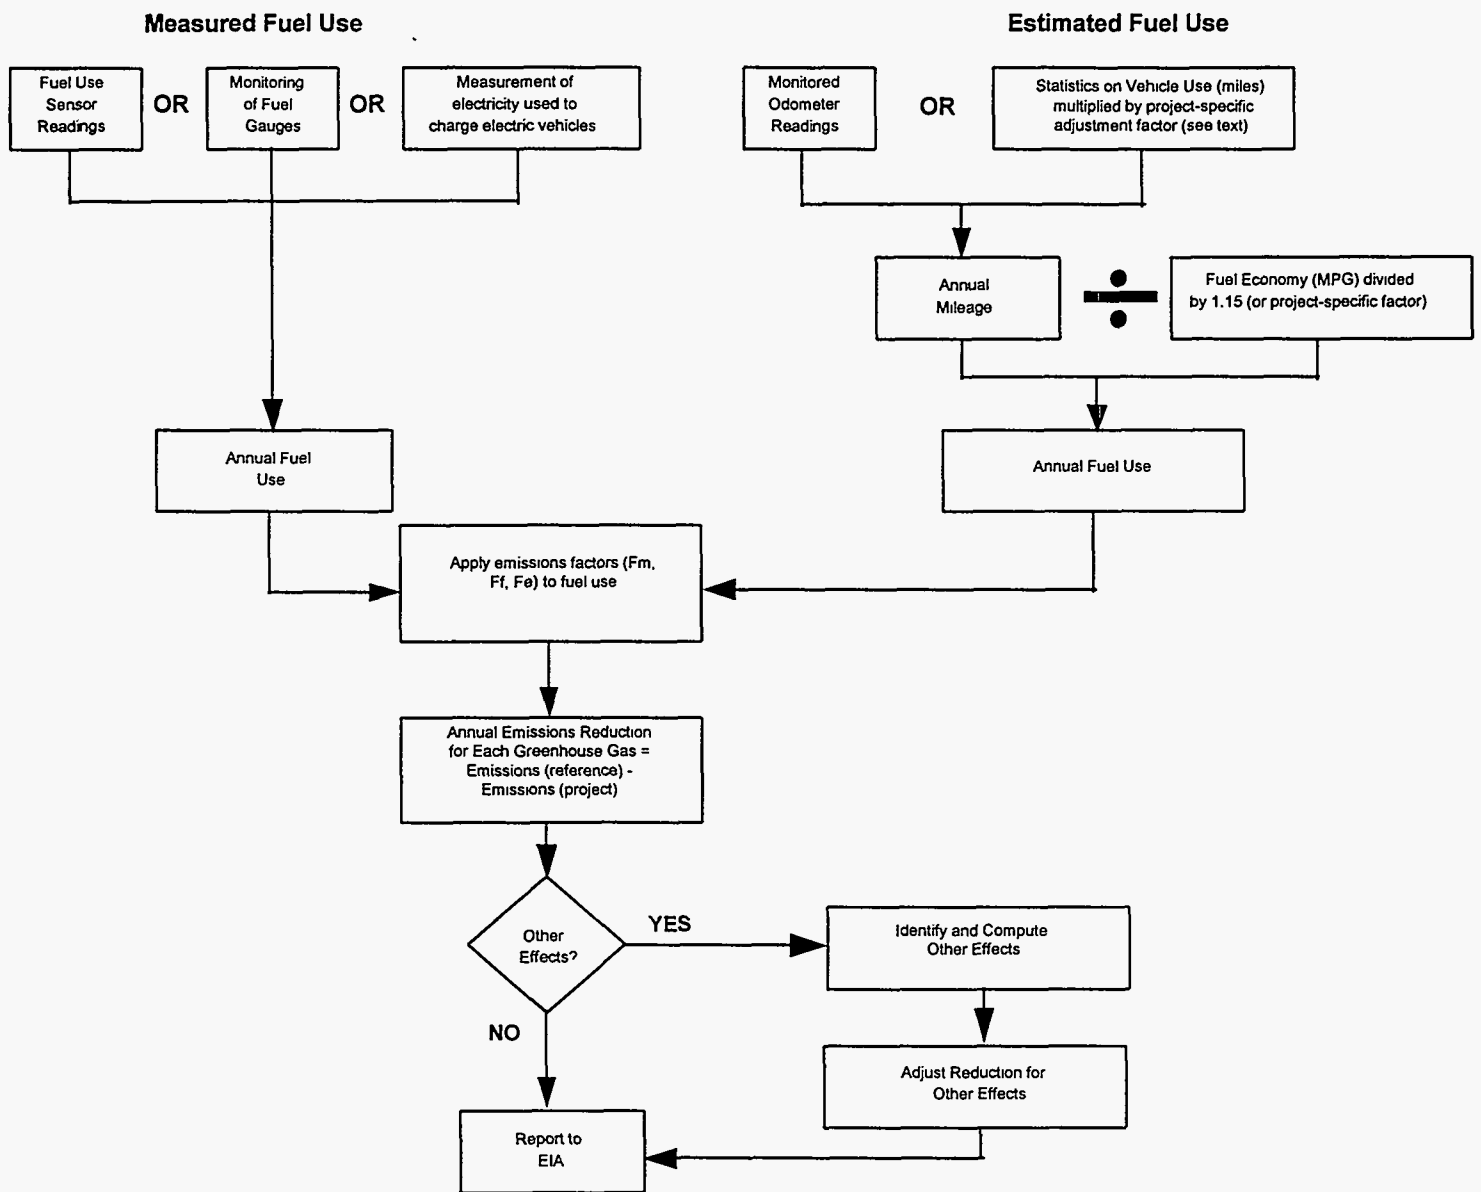 Measured Fuel Use
Estimated Fuel Use
Fuel Use
Sensor
Readings
OR
Monitoring
of Fuel
Gauges
OR
Measurement of
electricity used to
charge electric vehicles
Monitored
Odometer
Readings
OR
Statistics on Vehicle Use (miles)
multiplied by project-specific
adjustment factor (see text)
Annual
Mileage
÷
Fuel Economy (MPG) divided
by 1.15 (or project-specific factor)
Annual Fuel
Use
Annual Fuel Use
Apply emissions factors (Fm,
Ff, Fe) to fuel use
Annual Emissions Reduction
for Each Greenhouse Gas =
Emissions (reference) -
Emissions (project)
Other
Effects?
YES
Identify and Compute
Other Effects
NO
Adjust Reduction for
Other Effects
Report to
EIA